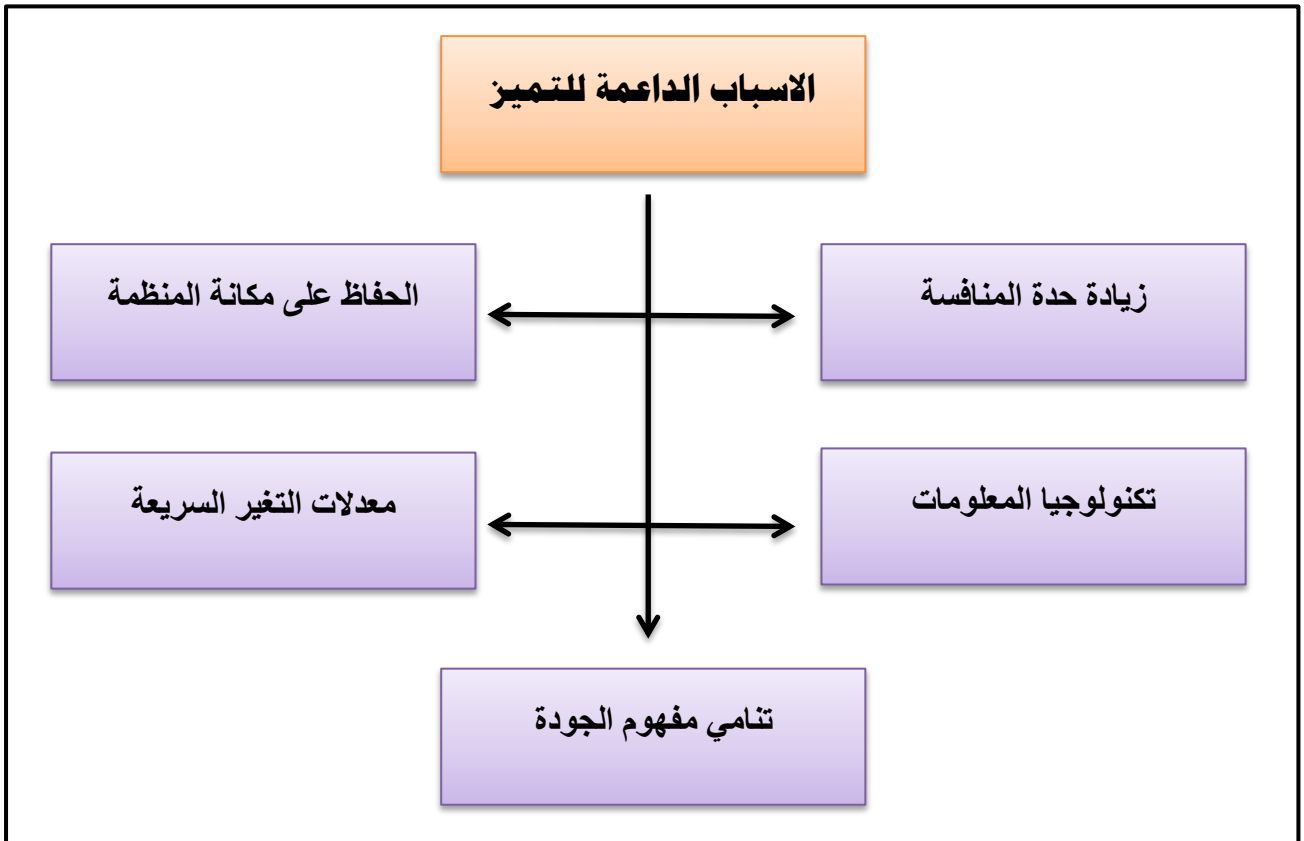 الاسباب الداعمة للتميز
زيادة حدة المنافسة
الحفاظ على مكانة المنظمة
تكنولوجيا المعلومات
معدلات التغير السريعة
تنامي مفهوم الجودة